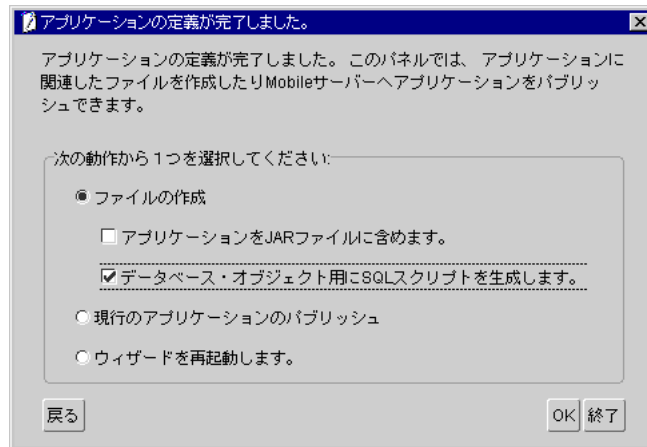 アプリケーションの定義が完了しました。
アプリケーションの定義が完了しました。このパネルでは、アプリケーションに
関連したファイルを作成したりMobileサーバーへアプリケーションをパブリッ
シュできます。
次の動作から１つを選択してください:
ファイルの作成
アプリケーションをJARファイルに含めます。
データベース・オブジェクト用にSQLスクリプトを生成します。
現行のアプリケーションのパブリッシュ
ウィザードを再起動します。
戻る OK 終了